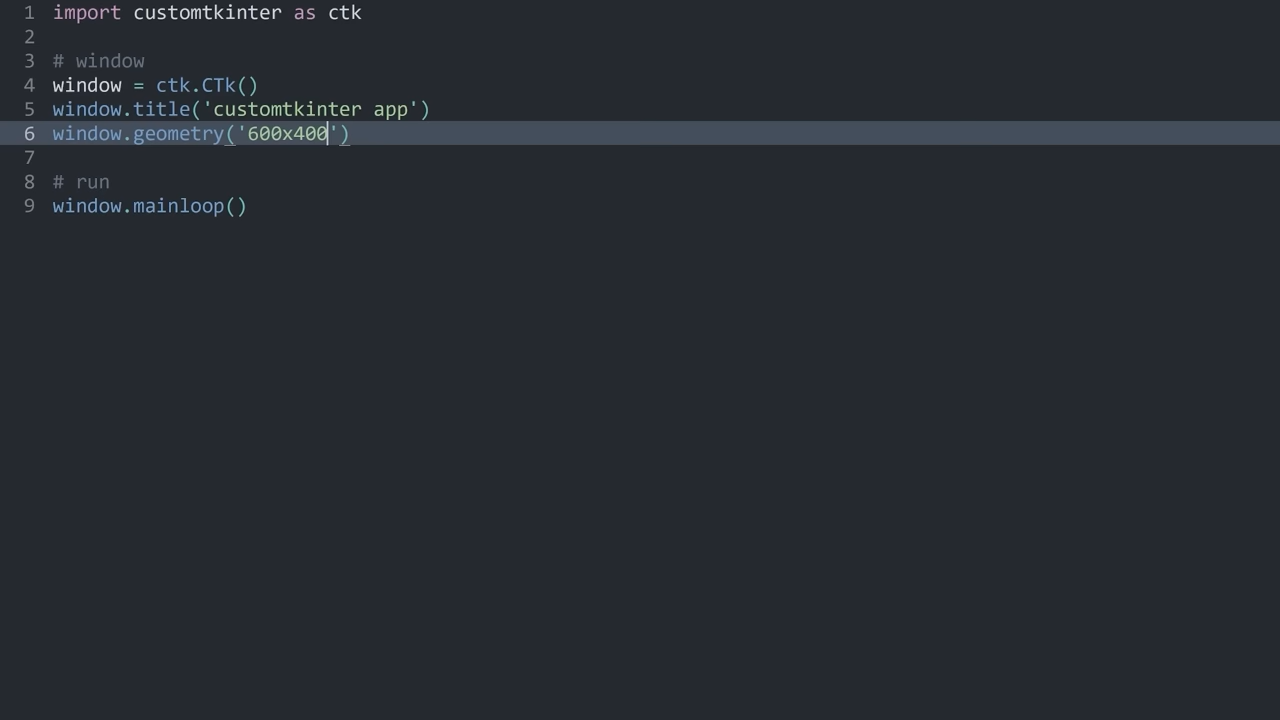 1 import customtkinter as ctk
2
3 # window
4 window = ctk.CTk()
5 window.title('customtkinter app')
6 window.geometry('600x400')
7
8 # run
9 window.mainloop()